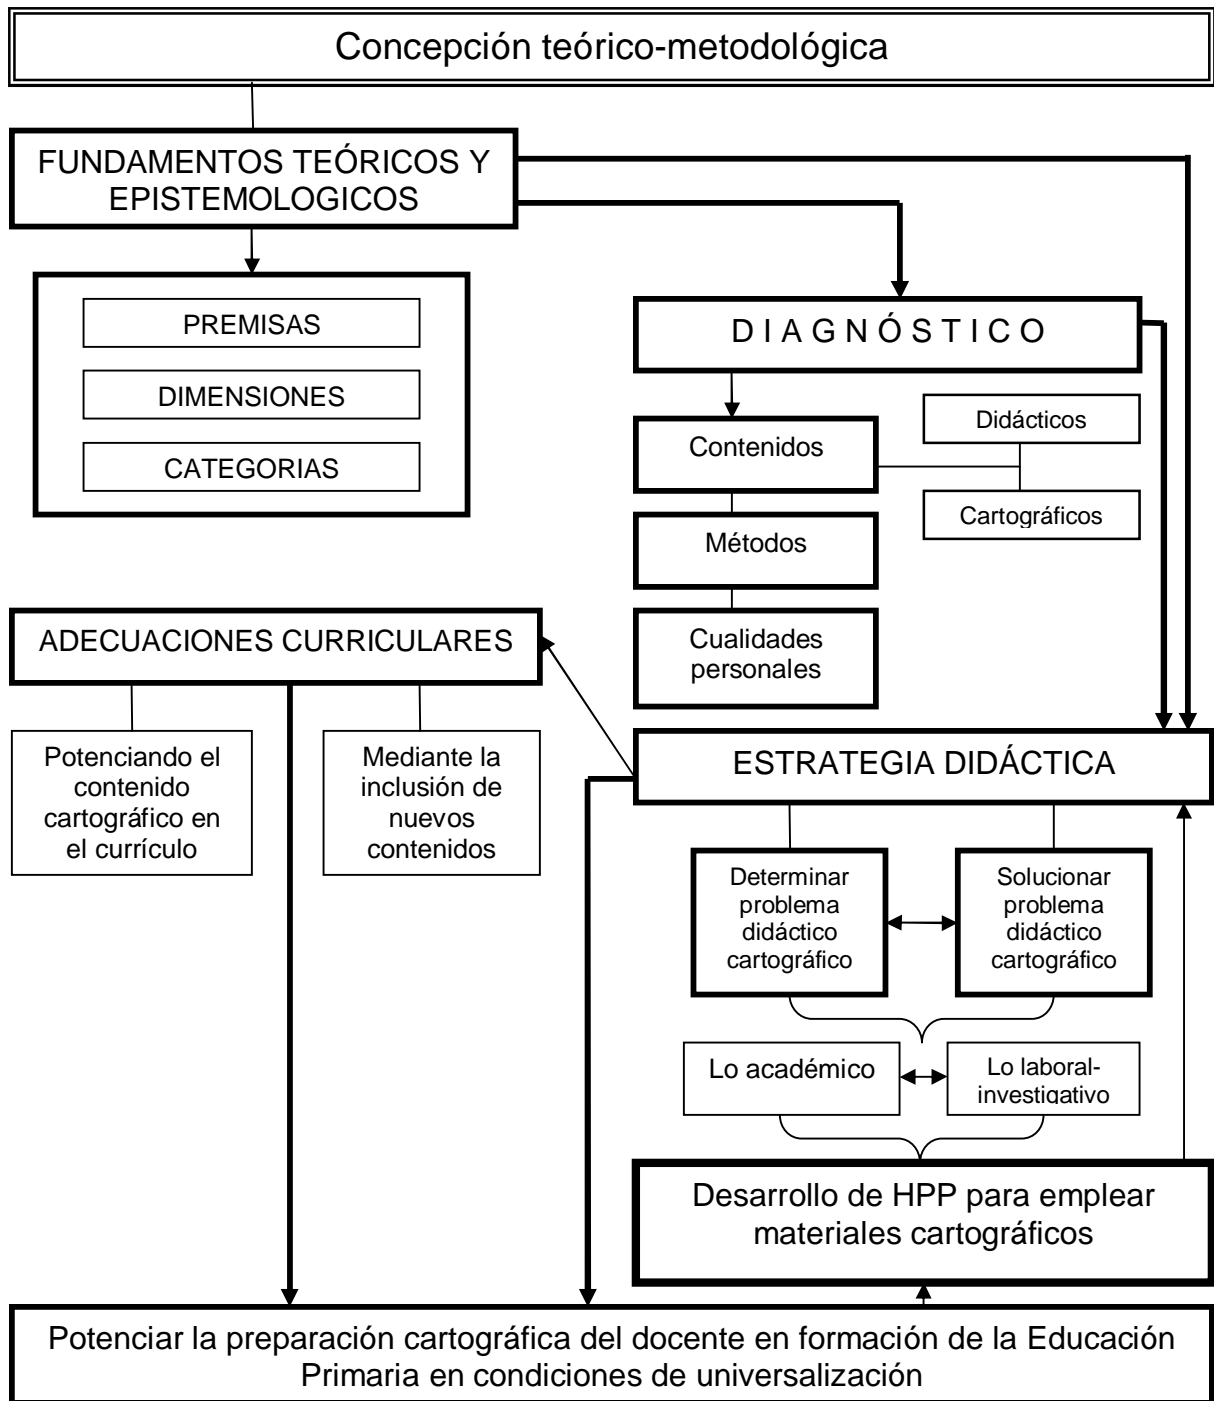 Concepción teórico-metodológica
FUNDAMENTOS TEÓRICOS Y
EPISTEMOLOGICOS
PREMISAS
DIMENSIONES
CATEGORIAS
D I A G N Ó S T I C O
Contenidos
Didácticos
Cartográficos
Métodos
Cualidades
personales
ADECUACIONES CURRICULARES
Potenciando el
contenido
cartográfico en
el currículo
Mediante la
inclusión de
nuevos
contenidos
ESTRATEGIA DIDÁCTICA
Determinar
problema
didáctico
cartográfico
Solucionar
problema
didáctico
cartográfico
Lo académico
Lo laboral-
investigativo
Desarrollo de HPP para emplear
materiales cartográficos
Potenciar la preparación cartográfica del docente en formación de la Educación
Primaria en condiciones de universalización